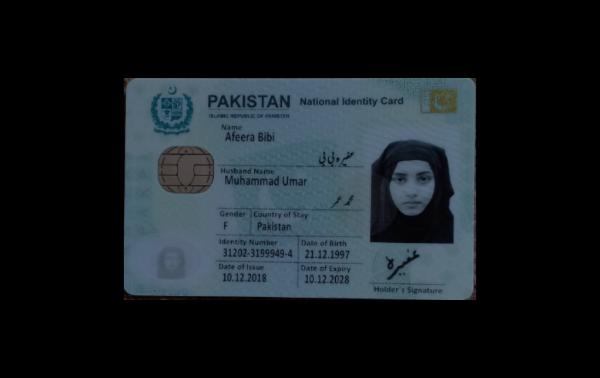 PAKISTAN National Identity Card
ISLAMIC REPUBLIC OF PAKISTAN
Name
Afeera Bibi
عفیرہ بی بی
Husband Name
Muhammad Umar
محمد عمر
Gender Country of Stay
F Pakistan
Identity Number Date of Birth
31202-3199949-4 21.12.1997
Date of Issue Date of Expiry
10.12.2018 10.12.2028
عفیرہ
Holder's Signature